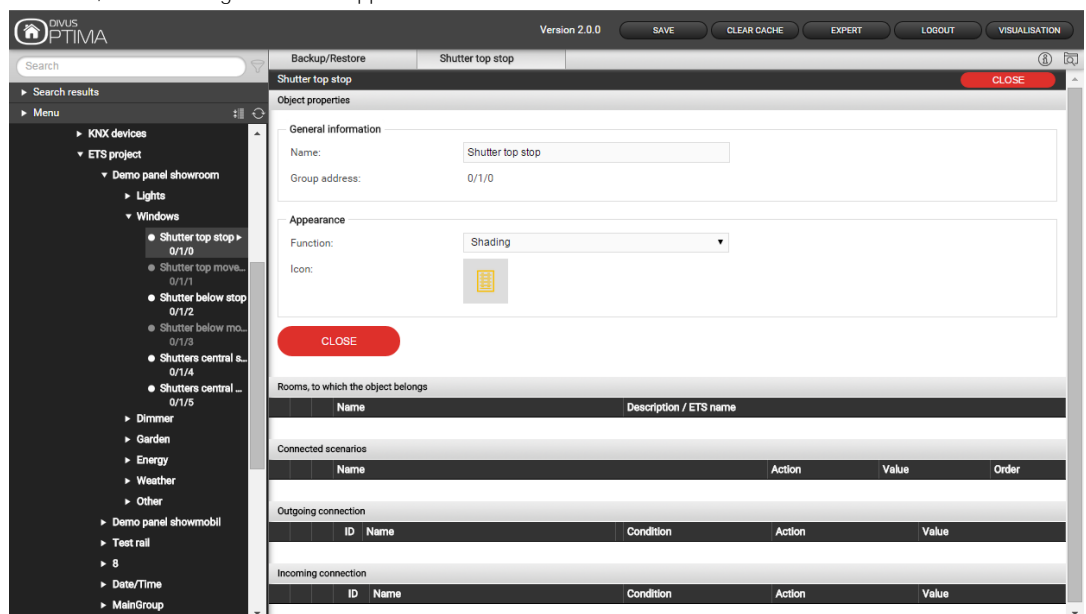 DIVUS
OPTIMA
Version 2.0.0
SAVE
CLEAR CACHE
EXPERT
LOGOUT
VISUALISATION
Search
Search results
Menu
KNX devices
ETS project
Demo panel showroom
Lights
Windows
Shutter top stop
0/1/0
Shutter top move...
0/1/1
Shutter below stop
0/1/2
Shutter below mo...
0/1/3
Shutters central s...
0/1/4
Shutters central ...
0/1/5
Dimmer
Garden
Energy
Weather
Other
Demo panel showmobil
Test rail
8
Date/Time
MainGroup
Backup/Restore
Shutter top stop
Shutter top stop
CLOSE
Object properties
General information
Name:
Shutter top stop
Group address:
0/1/0
Appearance
Function:
Shading
Icon:
CLOSE
Rooms, to which the object belongs
Name
Description / ETS name
Connected scenarios
Name
Action
Value
Order
Outgoing connection
ID
Name
Condition
Action
Value
Incoming connection
ID
Name
Condition
Action
Value